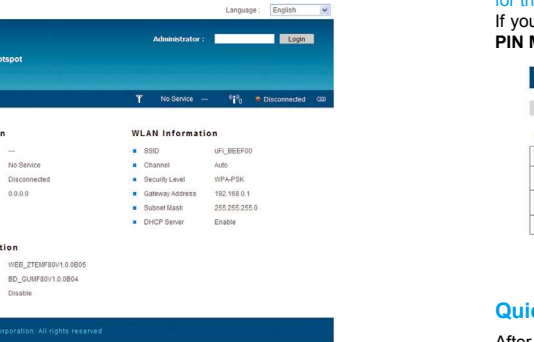 Language : English
Administrator : Login
otspot
No Service — 0 Disconnected
n
—
No Service
Disconnected
0.0.0.0
WLAN Information
SSID uFi_BEEF00
Channel Auto
Security Level WPA-PSK
Gateway Address 192.168.0.1
Subnet Mask 255.255.255.0
DHCP Server Enable
tion
WEB_ZTEMF80V1.0.0B05
BD_GUMF80V1.0.0B04
Disable
orporation. All rights reserved
for th
If you
PIN M
Quic
After